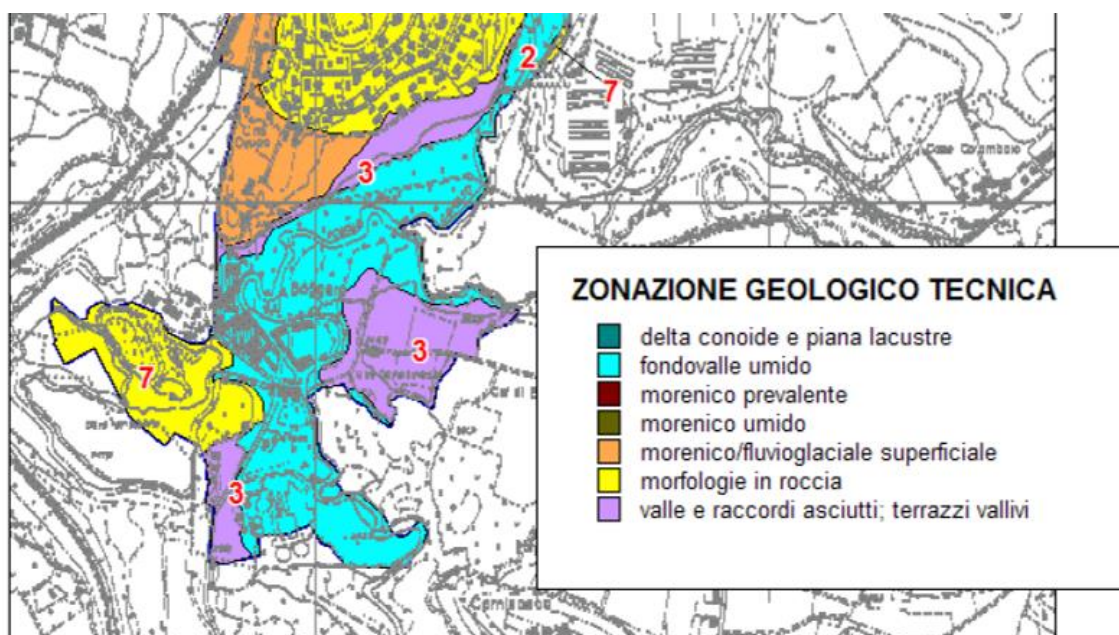 2
7
3
ZONAZIONE GEOLOGICO TECNICA
delta conoide e piana lacustre
fondovalle umido
morenico prevalente
morenico umido
morenico/fluvioglaciale superficiale
morfologie in roccia
valle e raccordi asciutti; terrazzi vallivi
3
7
3